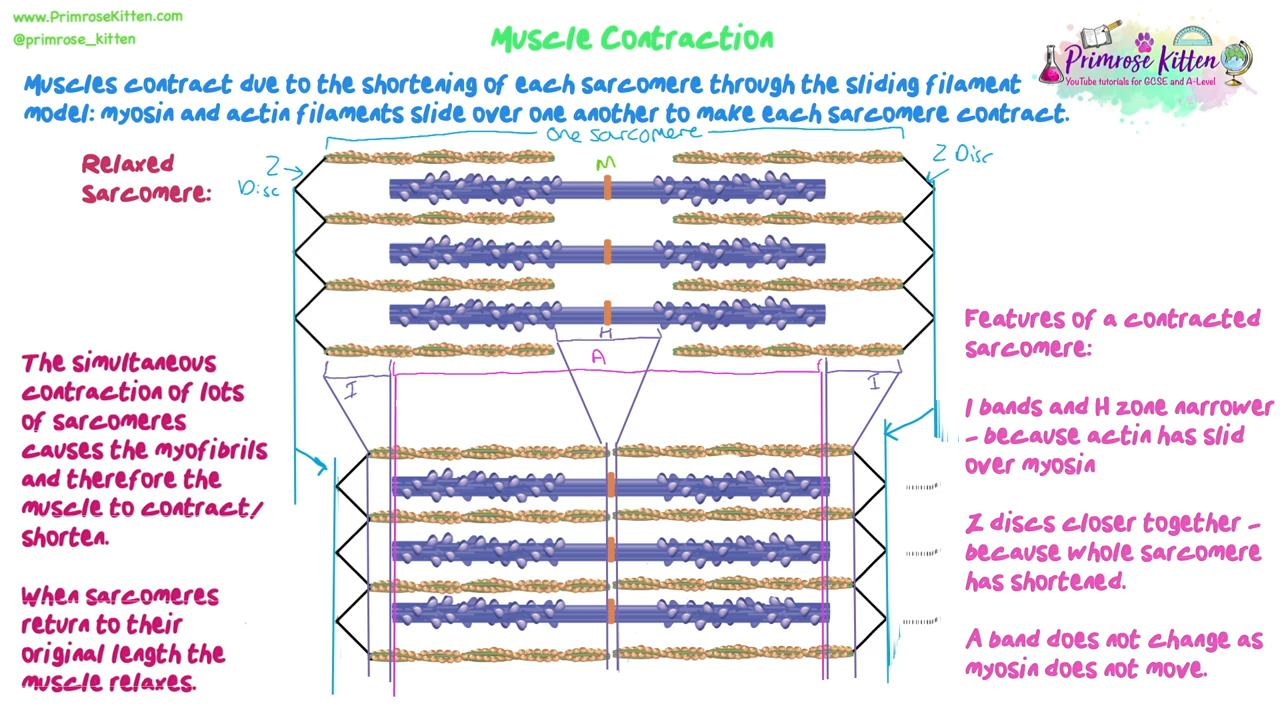 www.PrimroseKitten.com
@primrose_kitten
Muscle Contraction
Primrose Kitten
YouTube tutorials for GCSE and A-Level
Muscles contract due to the shortening of each sarcomere through the sliding filament
model: myosin and actin filaments slide over one another to make each sarcomere contract.
one sarcomere
Relaxed
Sarcomere:
Z
Disc
M
Z Disc
H
A
I
I
The simultaneous
contraction of lots
of sarcomeres
causes the myofibrils
and therefore the
muscle to contract/
shorten.
When sarcomeres
return to their
original length the
muscle relaxes.
Features of a contracted
sarcomere:
I bands and H zone narrower
- because actin has slid
over myosin
Z discs closer together -
because whole sarcomere
has shortened.
A band does not change as
myosin does not move.